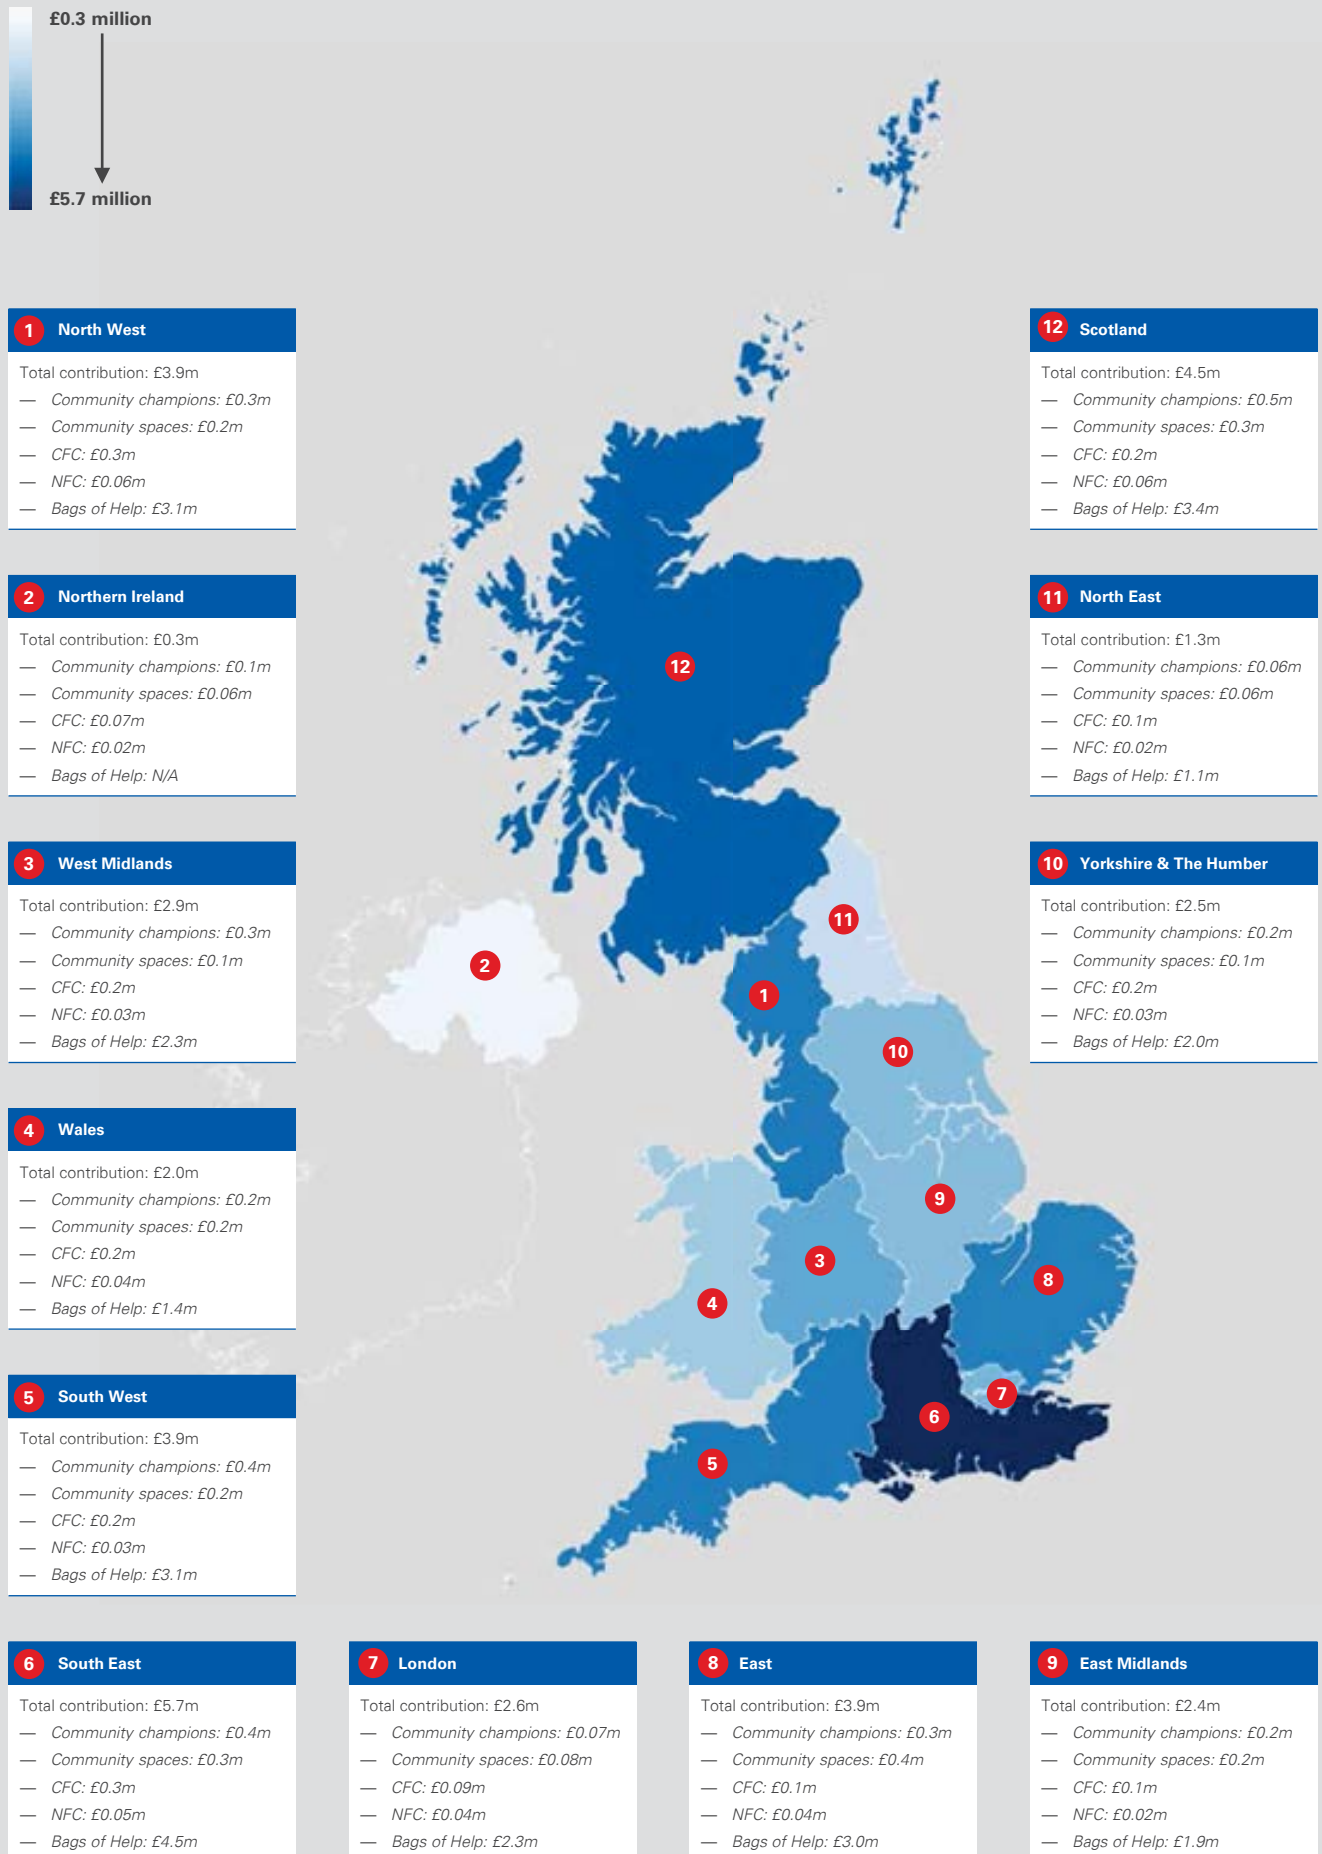 £0.3 million
£5.7 million
1 North West
Total contribution: £3.9m
— Community champions: £0.3m
— Community spaces: £0.2m
— CFC: £0.3m
— NFC: £0.06m
— Bags of Help: £3.1m
2 Northern Ireland
Total contribution: £0.3m
— Community champions: £0.1m
— Community spaces: £0.06m
— CFC: £0.07m
— NFC: £0.02m
— Bags of Help: N/A
3 West Midlands
Total contribution: £2.9m
— Community champions: £0.3m
— Community spaces: £0.1m
— CFC: £0.2m
— NFC: £0.03m
— Bags of Help: £2.3m
4 Wales
Total contribution: £2.0m
— Community champions: £0.2m
— Community spaces: £0.2m
— CFC: £0.2m
— NFC: £0.04m
— Bags of Help: £1.4m
5 South West
Total contribution: £3.9m
— Community champions: £0.4m
— Community spaces: £0.2m
— CFC: £0.2m
— NFC: £0.03m
— Bags of Help: £3.1m
6 South East
Total contribution: £5.7m
— Community champions: £0.4m
— Community spaces: £0.3m
— CFC: £0.3m
— NFC: £0.05m
— Bags of Help: £4.5m
7 London
Total contribution: £2.6m
— Community champions: £0.07m
— Community spaces: £0.08m
— CFC: £0.09m
— NFC: £0.04m
— Bags of Help: £2.3m
8 East
Total contribution: £3.9m
— Community champions: £0.3m
— Community spaces: £0.4m
— CFC: £0.1m
— NFC: £0.04m
— Bags of Help: £3.0m
9 East Midlands
Total contribution: £2.4m
— Community champions: £0.2m
— Community spaces: £0.2m
— CFC: £0.1m
— NFC: £0.02m
— Bags of Help: £1.9m
10 Yorkshire & The Humber
Total contribution: £2.5m
— Community champions: £0.2m
— Community spaces: £0.1m
— CFC: £0.2m
— NFC: £0.03m
— Bags of Help: £2.0m
11 North East
Total contribution: £1.3m
— Community champions: £0.06m
— Community spaces: £0.06m
— CFC: £0.1m
— NFC: £0.02m
— Bags of Help: £1.1m
12 Scotland
Total contribution: £4.5m
— Community champions: £0.5m
— Community spaces: £0.3m
— CFC: £0.2m
— NFC: £0.06m
— Bags of Help: £3.4m
12
11
2
1
10
9
3
8
4
7
6
5